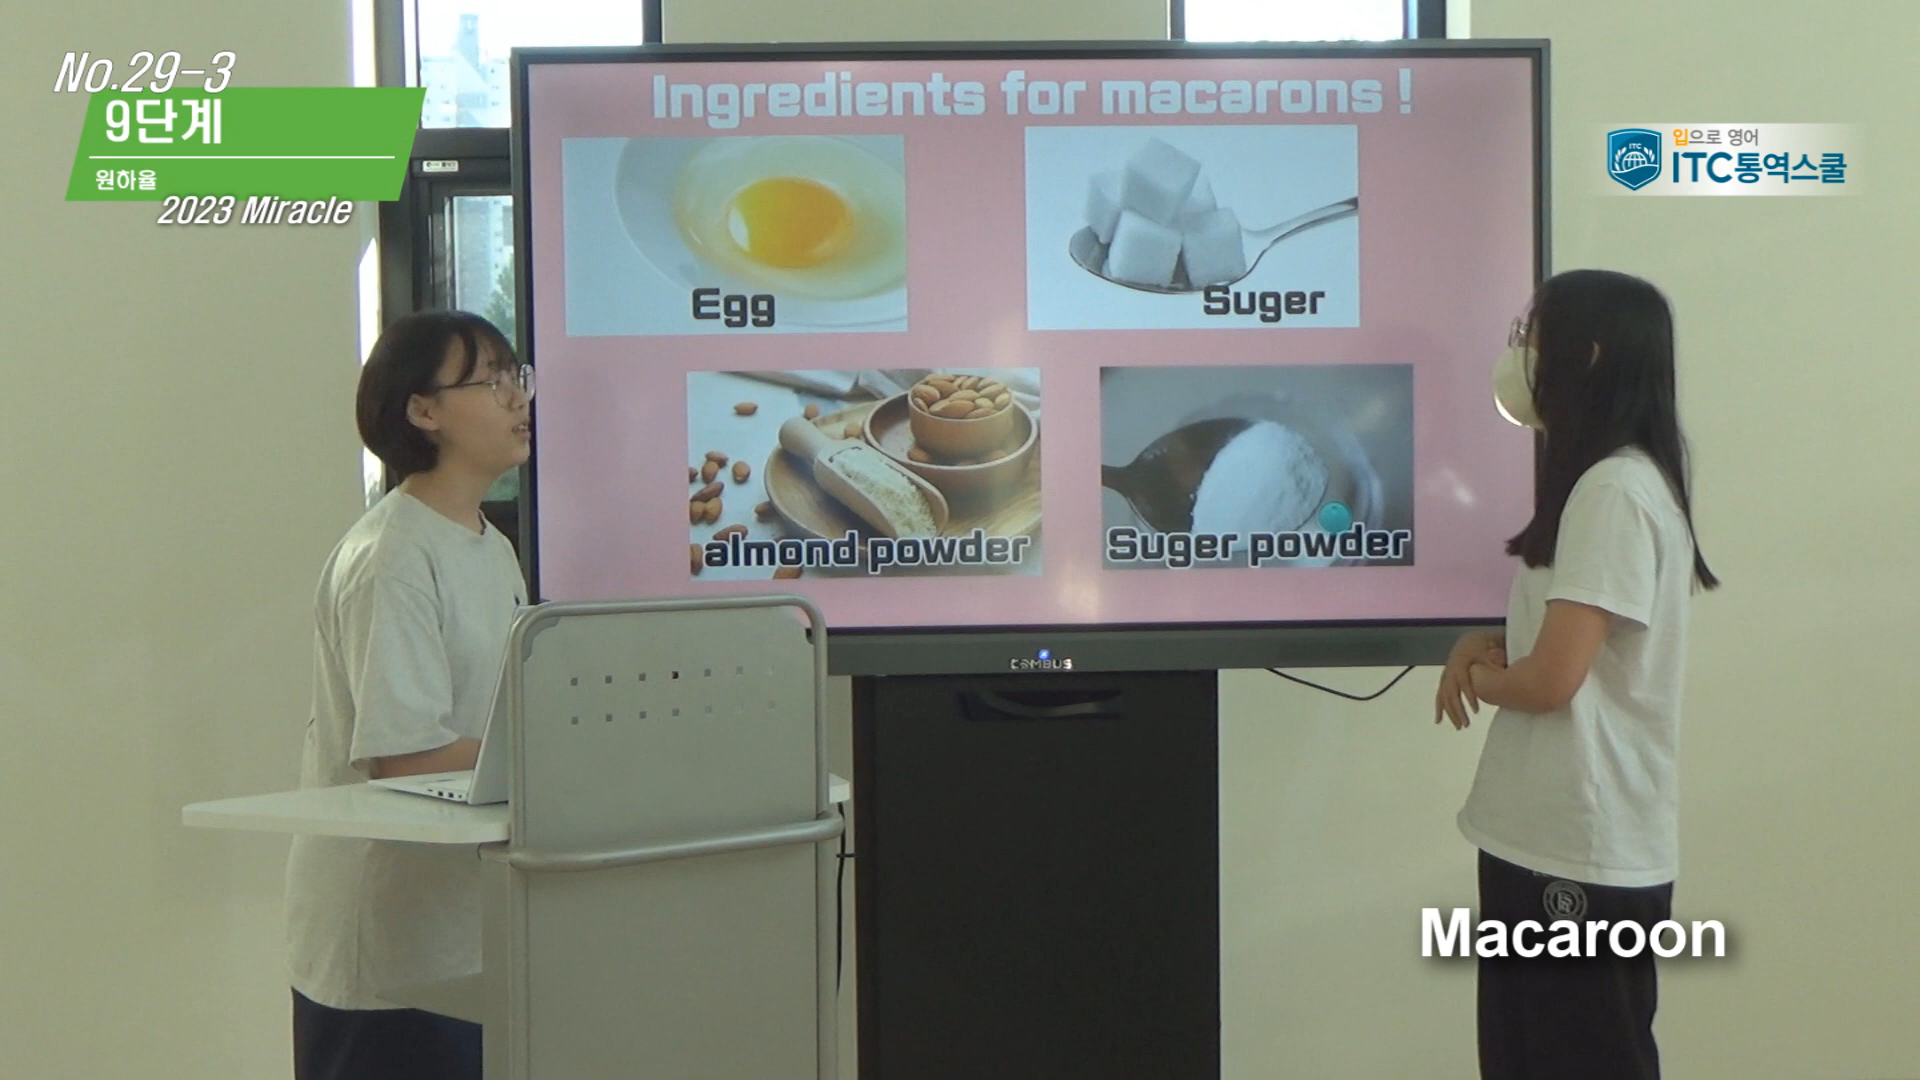 No.29-3
9단계
원하율
2023 Miracle
Ingredients for macarons !
Egg
Suger
almond powder
Suger powder
입으로 영어
ITC
ITC통역스쿨
COMBUS
Macaroon